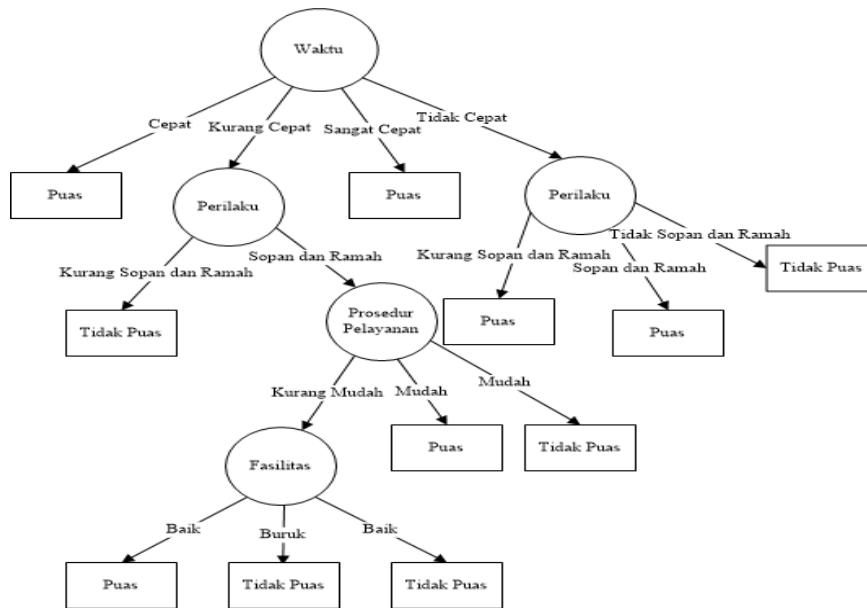 Waktu
Cepat
Kurang Cepat
Sangat Cepat
Tidak Cepat
Puas
Perilaku
Puas
Perilaku
Kurang Sopan dan Ramah
Sopan dan Ramah
Kurang Sopan dan Ramah
Sopan dan Ramah
Tidak Sopan dan Ramah
Tidak Puas
Prosedur
Pelayanan
Puas
Puas
Tidak Puas
Kurang Mudah
Mudah
Mudah
Fasilitas
Puas
Tidak Puas
Baik
Buruk
Baik
Puas
Tidak Puas
Tidak Puas